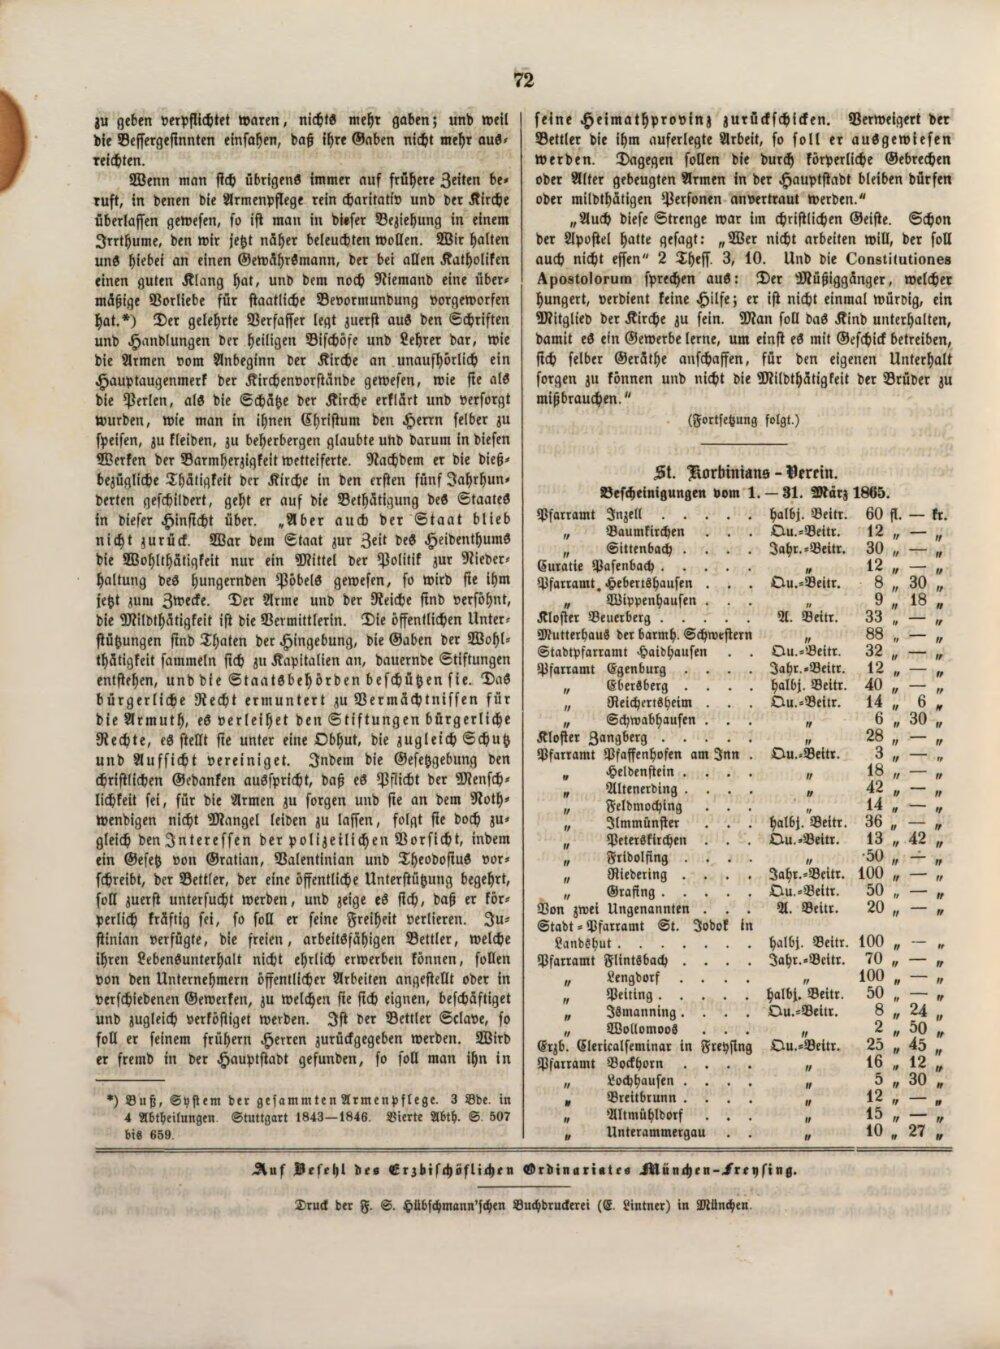 72
zu geben verpflichtet waren, nichts mehr gaben; und weil
die Bessergesinnten einsahen, daß ihre Gaben nicht mehr aus-
reichten.
Wenn man sich übrigens immer auf frühere Zeiten be-
ruft, in denen die Armenpflege rein charitativ und der Kirche
überlassen gewesen, so ist man in dieser Beziehung in einem
Irrthume, den wir jetzt näher beleuchten wollen. Wir halten
uns hiebei an einen Gewährsmann, der bei allen Katholiken
einen guten Klang hat, und dem noch Niemand eine über-
mäßige Vorliebe für staatliche Bevormundung vorgeworfen
hat.*) Der gelehrte Verfasser legt zuerst aus den Schriften
und Handlungen der heiligen Bischöfe und Lehrer dar, wie
die Armen vom Anbeginn der Kirche an unaufhörlich ein
Hauptaugenmerk der Kirchenvorstände gewesen, wie sie als
die Perlen, als die Schätze der Kirche erklärt und versorgt
wurden, wie man in ihnen Christum den Herrn selber zu
speisen, zu kleiden, zu beherbergen glaubte und darum in diesen
Werken der Barmherzigkeit wetteiferte. Nachdem er die dieß-
bezügliche Thätigkeit der Kirche in den ersten fünf Jahrhun-
derten geschildert, geht er auf die Bethätigung des Staates
in dieser Hinsicht über. „Aber auch der Staat blieb
nicht zurück. War dem Staat zur Zeit des Heidenthums
die Wohlthätigkeit nur ein Mittel der Politik zur Nieder-
haltung des hungernden Pöbels gewesen, so wird sie ihm
jetzt zum Zwecke. Der Arme und der Reiche sind versöhnt,
die Mildthätigkeit ist die Vermittlerin. Die öffentlichen Unter-
stützungen sind Thaten der Hingebung, die Gaben der Wohl-
thätigkeit sammeln sich zu Kapitalien an, dauernde Stiftungen
entstehen, und die Staatsbehörden beschützen sie. Das
bürgerliche Recht ermuntert zu Vermächtnissen für
die Armuth, es verleihet den Stiftungen bürgerliche
Rechte, es stellt sie unter eine Obhut, die zugleich Schutz
und Aufsicht vereiniget. Indem die Gesetzgebung den
christlichen Gedanken ausspricht, daß es Pflicht der Mensch-
lichkeit sei, für die Armen zu sorgen und sie an dem Noth-
wendigen nicht Mangel leiden zu lassen, folgt sie doch zu-
gleich den Interessen der polizeilichen Vorsicht, indem
ein Gesetz von Gratian, Valentinian und Theodosius vor-
schreibt, der Bettler, der eine öffentliche Unterstützung begehrt,
soll zuerst untersucht werden, und zeige es sich, daß er kör-
perlich kräftig sei, so soll er seine Freiheit verlieren. Ju-
stinian verfügte, die freien, arbeitsfähigen Bettler, welche
ihren Lebensunterhalt nicht ehrlich erwerben können, sollen
von den Unternehmern öffentlicher Arbeiten angestellt oder in
verschiedenen Gewerken, zu welchen sie sich eignen, beschäftiget
und zugleich verköstiget werden. Ist der Bettler Sclave, so
soll er seinem frühern Herren zurückgegeben werden. Wird
er fremd in der Hauptstadt gefunden, so soll man ihn in
*) Buß, System der gesammten Armenpflege. 3 Bde. in
4 Abtheilungen. Stuttgart 1843—1846. Vierte Abth. S. 507
bis 659.
seine Heimathprovinz zurückschicken. Verweigert der
Bettler die ihm auferlegte Arbeit, so soll er ausgewiesen
werden. Dagegen sollen die durch körperliche Gebrechen
oder Alter gebeugten Armen in der Hauptstadt bleiben dürfen
oder mildthätigen Personen anvertraut werden."
„Auch diese Strenge war im christlichen Geiste. Schon
der Apostel hatte gesagt: „Wer nicht arbeiten will, der soll
auch nicht essen" 2 Thess. 3, 10. Und die Constitutiones
Apostolorum sprechen aus: Der Müßiggänger, welcher
hungert, verdient keine Hilfe; er ist nicht einmal würdig, ein
Mitglied der Kirche zu sein. Man soll das Kind unterhalten,
damit es ein Gewerbe lerne, um einst es mit Geschick betreiben,
sich selber Geräthe anschaffen, für den eigenen Unterhalt
sorgen zu können und nicht die Mildthätigkeit der Brüder zu
mißbrauchen."
(Fortsetzung folgt.)
St. Korbinians-Verein.
Bescheinigungen vom 1.—31. März 1865.
Pfarramt Inzell . . . . . halbj. Beitr. 60 fl. — kr.
„ Baumkirchen . . . Qu.-Beitr. 12 „ — „
„ Sittenbach . . . . Jahr.-Beitr. 30 „ — „
Curatie Pasenbach . . . . . „ 12 „ — „
Pfarramt Hebertshausen . . . Qu.-Beitr. 8 „ 30 „
„ Wippenhausen . . . „ 9 „ 18 „
Kloster Beuerberg . . . . . A. Beitr. 33 „ — „
Mutterhaus der barmh. Schwestern „ 88 „ — „
Stadtpfarramt Haidhausen . . Qu.-Beitr. 32 „ — „
Pfarramt Egenburg . . . . Jahr.-Beitr. 12 „ — „
„ Ebersberg . . . . halbj. Beitr. 40 „ — „
„ Reichertsheim . . . Qu.-Beitr. 14 „ 6 „
„ Schwabhausen . . . „ 6 „ 30 „
Kloster Zangberg . . . . . „ 28 „ — „
Pfarramt Pfaffenhofen am Inn . Qu.-Beitr. 3 „ — „
„ Heldenstein . . . . „ 18 „ — „
„ Altenerding . . . . „ 42 „ — „
„ Feldmoching . . . „ 14 „ — „
„ Ilmmünster . . . halbj. Beitr. 36 „ — „
„ Peterskirchen . . . Qu.-Beitr. 13 „ 42 „
„ Fridolfing . . . . „ 50 „ — „
„ Riedering . . . . Jahr.-Beitr. 100 „ — „
„ Grafing . . . . . Qu.-Beitr. 50 „ — „
Von zwei Ungenannten . . . A. Beitr. 20 „ — „
Stadt-Pfarramt St. Jodok in
Landshut . . . . . . . halbj. Beitr. 100 „ — „
Pfarramt Flintsbach . . . . Jahr.-Beitr. 70 „ — „
„ Lengdorf . . . . „ 100 „ — „
„ Peiting . . . . . halbj. Beitr. 50 „ — „
„ Ismanning . . . . Qu.-Beitr. 8 „ 24 „
„ Wollomoos . . . „ 2 „ 50 „
Erzb. Clericalseminar in Freysing Qu.-Beitr. 25 „ 45 „
Pfarramt Bockhorn . . . . „ 16 „ 12 „
„ Lochhausen . . . . „ 5 „ 30 „
„ Breitbrunn . . . . „ 12 „ — „
„ Altmühldorf . . . „ 15 „ — „
„ Unterammergau . . „ 10 „ 27 „
Auf Befehl des Erzbischöflichen Ordinariates München-Freysing.
Druck der F. S. Hübschmann'schen Buchdruckerei (E. Lintner) in München.